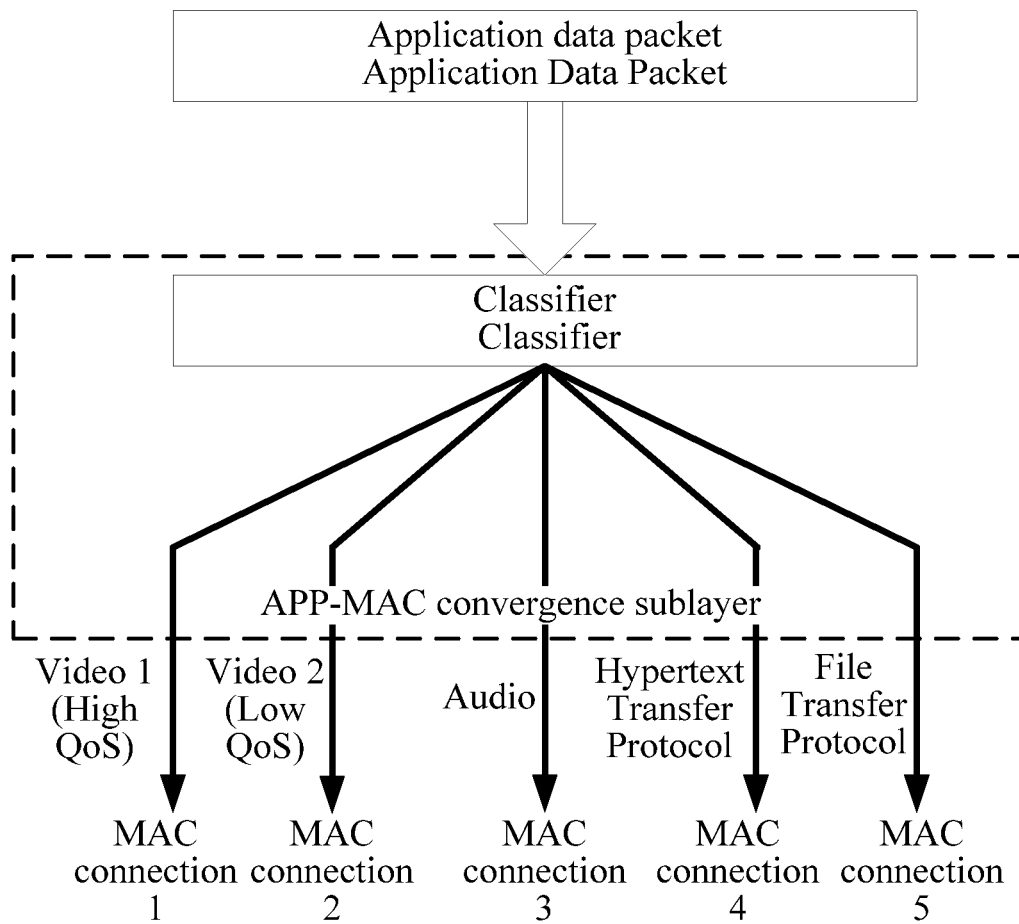 Application data packet
Application Data Packet
Classifier
Classifier
APP-MAC convergence sublayer
Video 1
(High
QoS)
Video 2
(Low
QoS)
Audio
Hypertext
Transfer
Protocol
File
Transfer
Protocol
MAC
connection
1
MAC
connection
2
MAC
connection
3
MAC
connection
4
MAC
connection
5